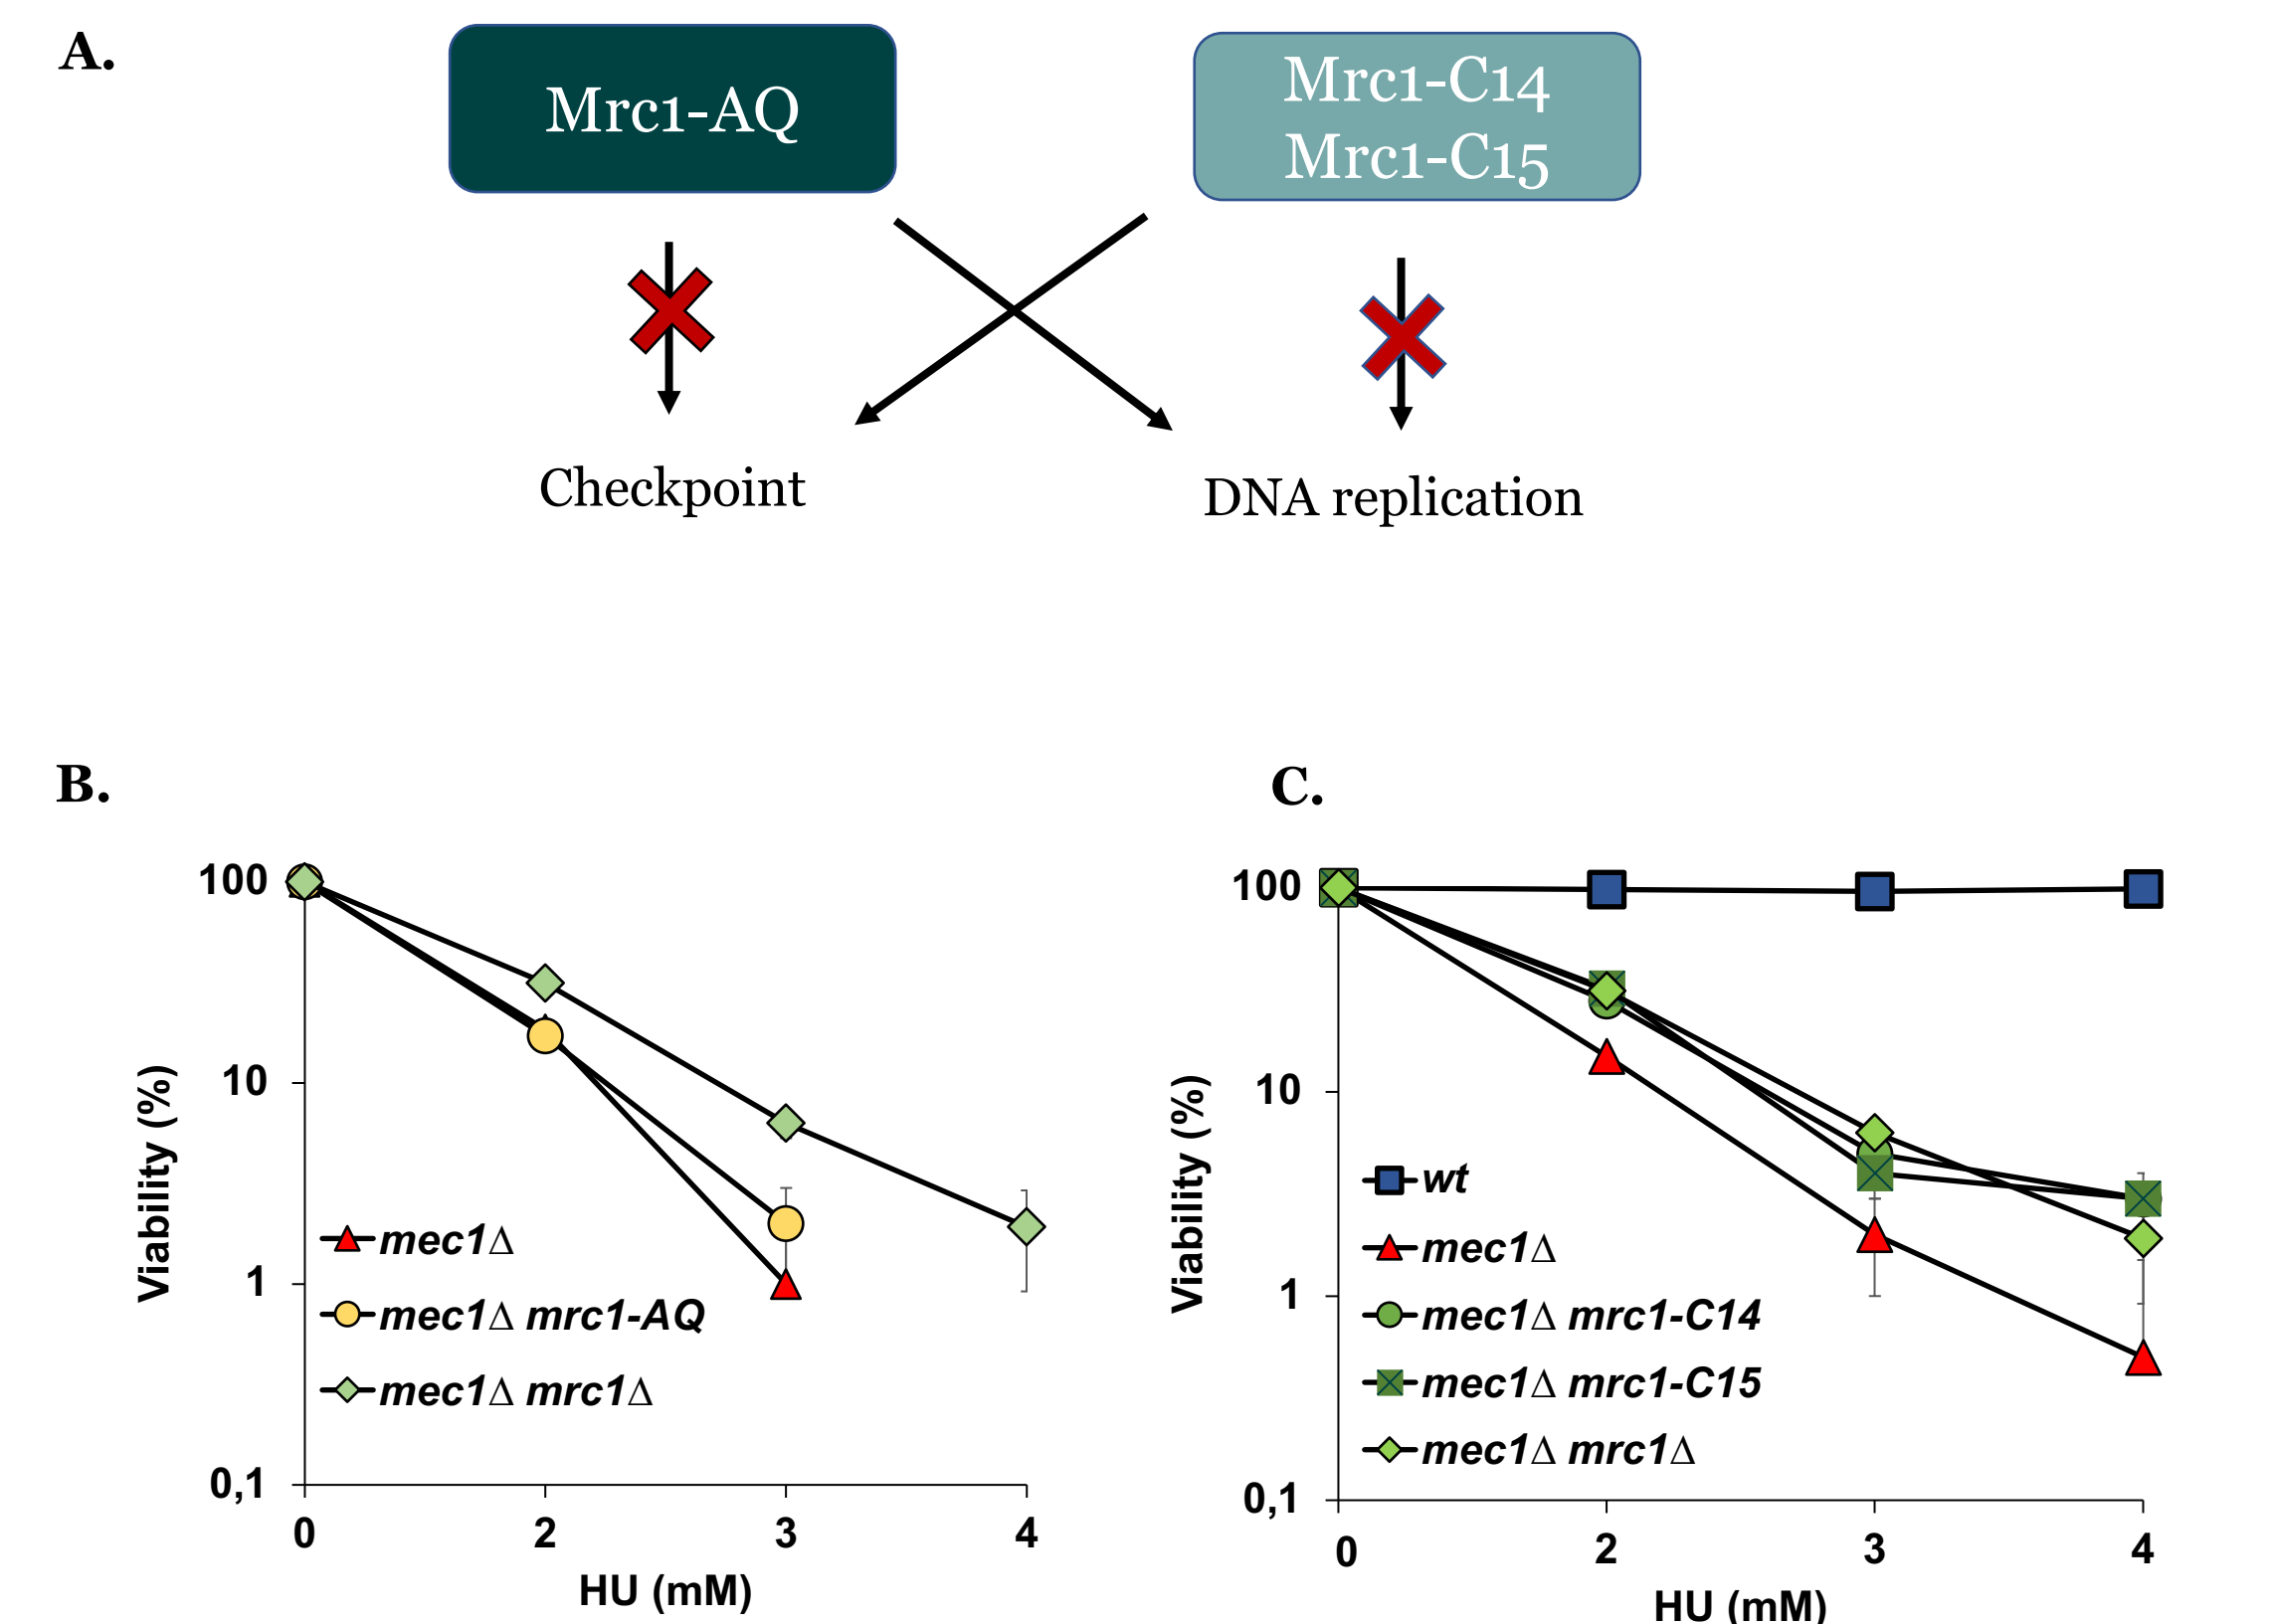 A.
Mrc1-AQ
Mrc1-C14
Mrc1-C15
Checkpoint
DNA replication
B.
Viability (%)
100
10
1
0,1
mec1Δ
mec1Δ mrc1-AQ
mec1Δ mrc1Δ
0 2 3 4
HU (mM)
C.
Viability (%)
100
10
1
0,1
wt
mec1Δ
mec1Δ mrc1-C14
mec1Δ mrc1-C15
mec1Δ mrc1Δ
0 2 3 4
HU (mM)